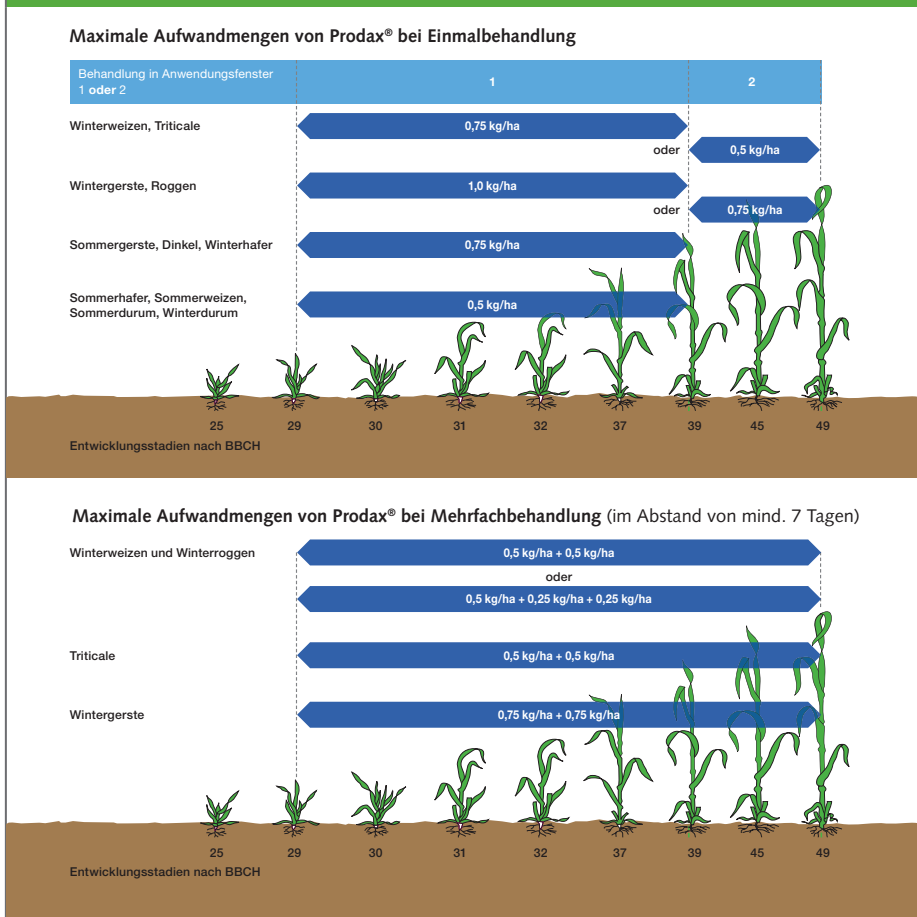 Maximale Aufwandmengen von Prodax® bei Einmalbehandlung
Behandlung in Anwendungsfenster
1 oder 2
1
2
Winterweizen, Triticale
0,75 kg/ha
oder
0,5 kg/ha
Wintergerste, Roggen
1,0 kg/ha
oder
0,75 kg/ha
Sommergerste, Dinkel, Winterhafer
0,75 kg/ha
Sommerhafer, Sommerweizen,
Sommerdurum, Winterdurum
0,5 kg/ha
25 29 30 31 32 37 39 45 49
Entwicklungsstadien nach BBCH
Maximale Aufwandmengen von Prodax® bei Mehrfachbehandlung (im Abstand von mind. 7 Tagen)
Winterweizen und Winterroggen
0,5 kg/ha + 0,5 kg/ha
oder
0,5 kg/ha + 0,25 kg/ha + 0,25 kg/ha
Triticale
0,5 kg/ha + 0,5 kg/ha
Wintergerste
0,75 kg/ha + 0,75 kg/ha
25 29 30 31 32 37 39 45 49
Entwicklungsstadien nach BBCH